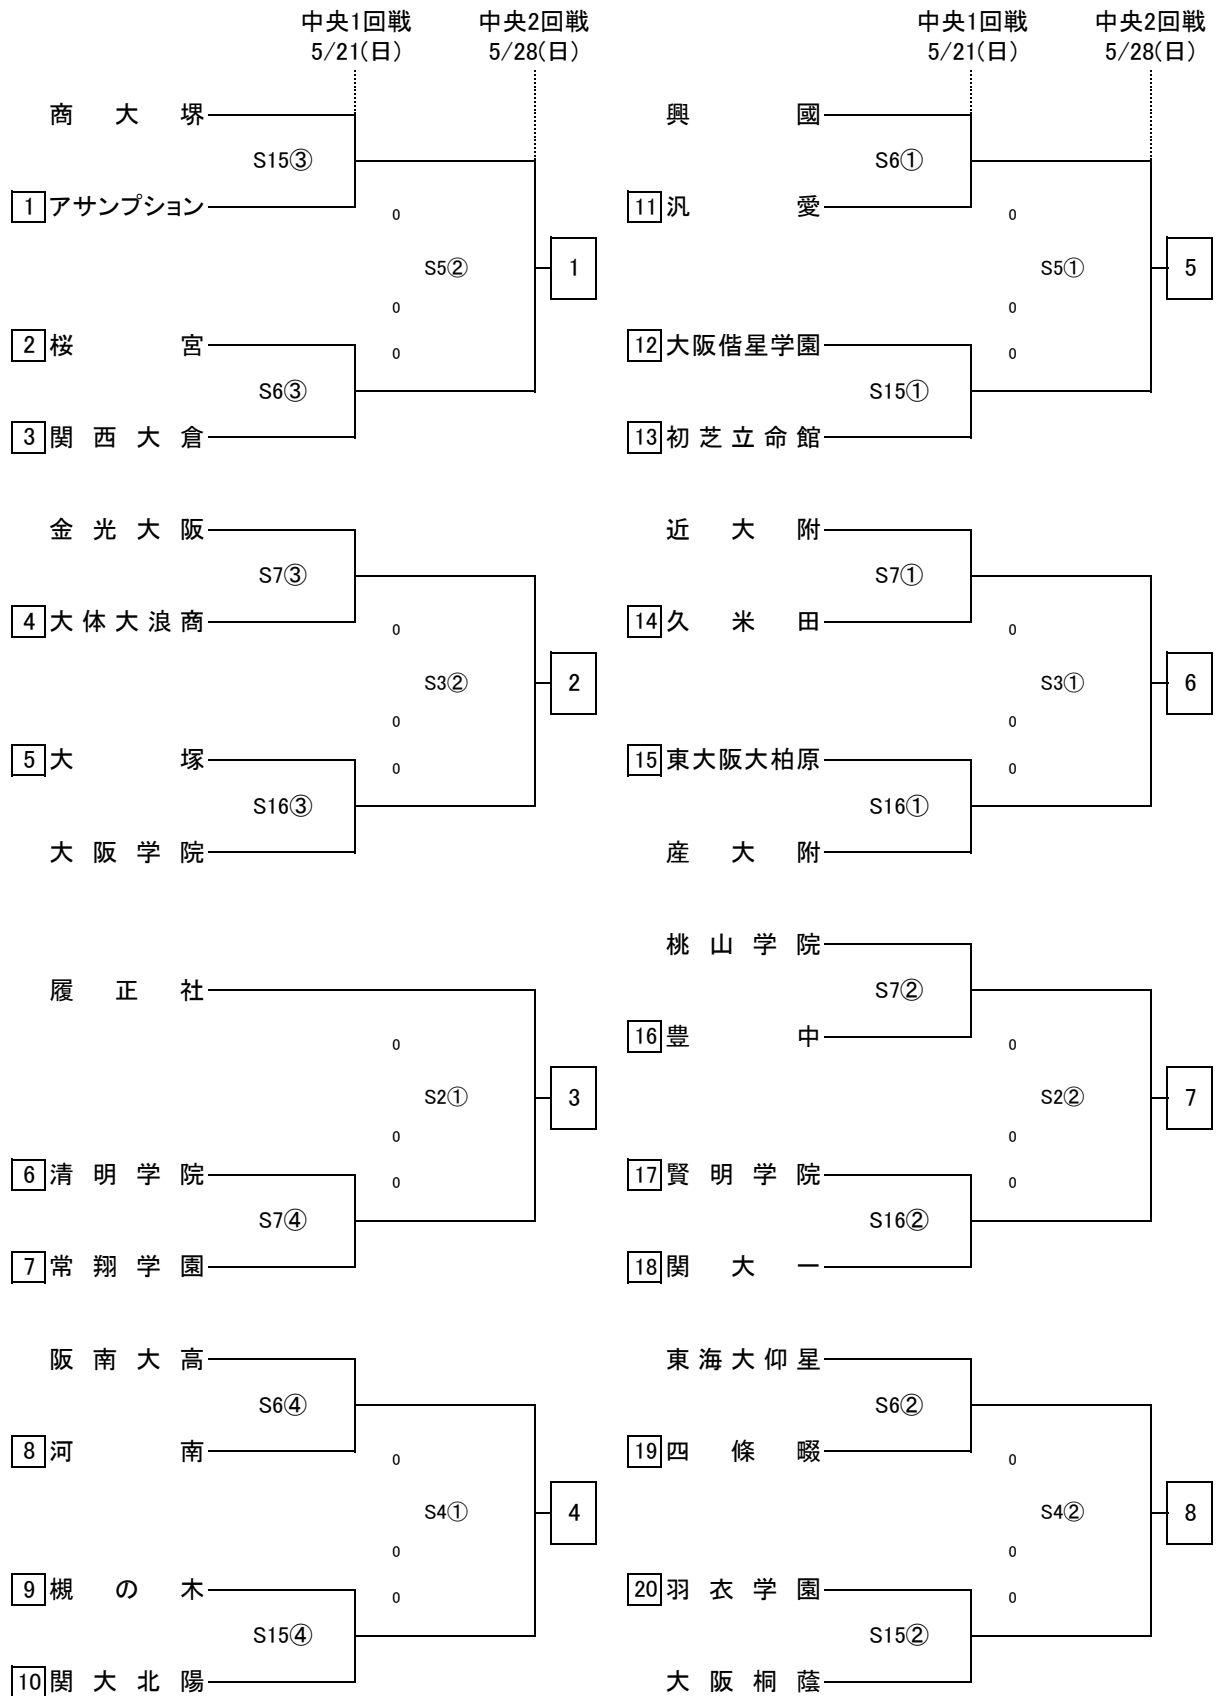 中央1回戦 中央2回戦
5/21(日) 5/28(日)
商大堺
S15③
1 アサンプション
0
S5② 1
0
2 桜宮
0
S6③
3 関西大倉
金光大阪
S7③
4 大体大浪商
0
S3② 2
0
5 大塚
0
S16③
大阪学院
履正社
0
S2① 3
0
6 清明学院
0
S7④
7 常翔学園
阪南大高
S6④
8 河南
0
S4① 4
0
9 槻の木
0
S15④
10 関大北陽
中央1回戦 中央2回戦
5/21(日) 5/28(日)
興國
S6①
11 汎愛
0
S5① 5
0
12 大阪偕星学園
0
S15①
13 初芝立命館
近大附
S7①
14 久米田
0
S3① 6
0
15 東大阪大柏原
0
S16①
産大附
桃山学院
S7②
16 豊中
0
S2② 7
0
17 賢明学院
0
S16②
18 関大一
東海大仰星
S6②
19 四條畷
0
S4② 8
0
20 羽衣学園
0
S15②
大阪桐蔭